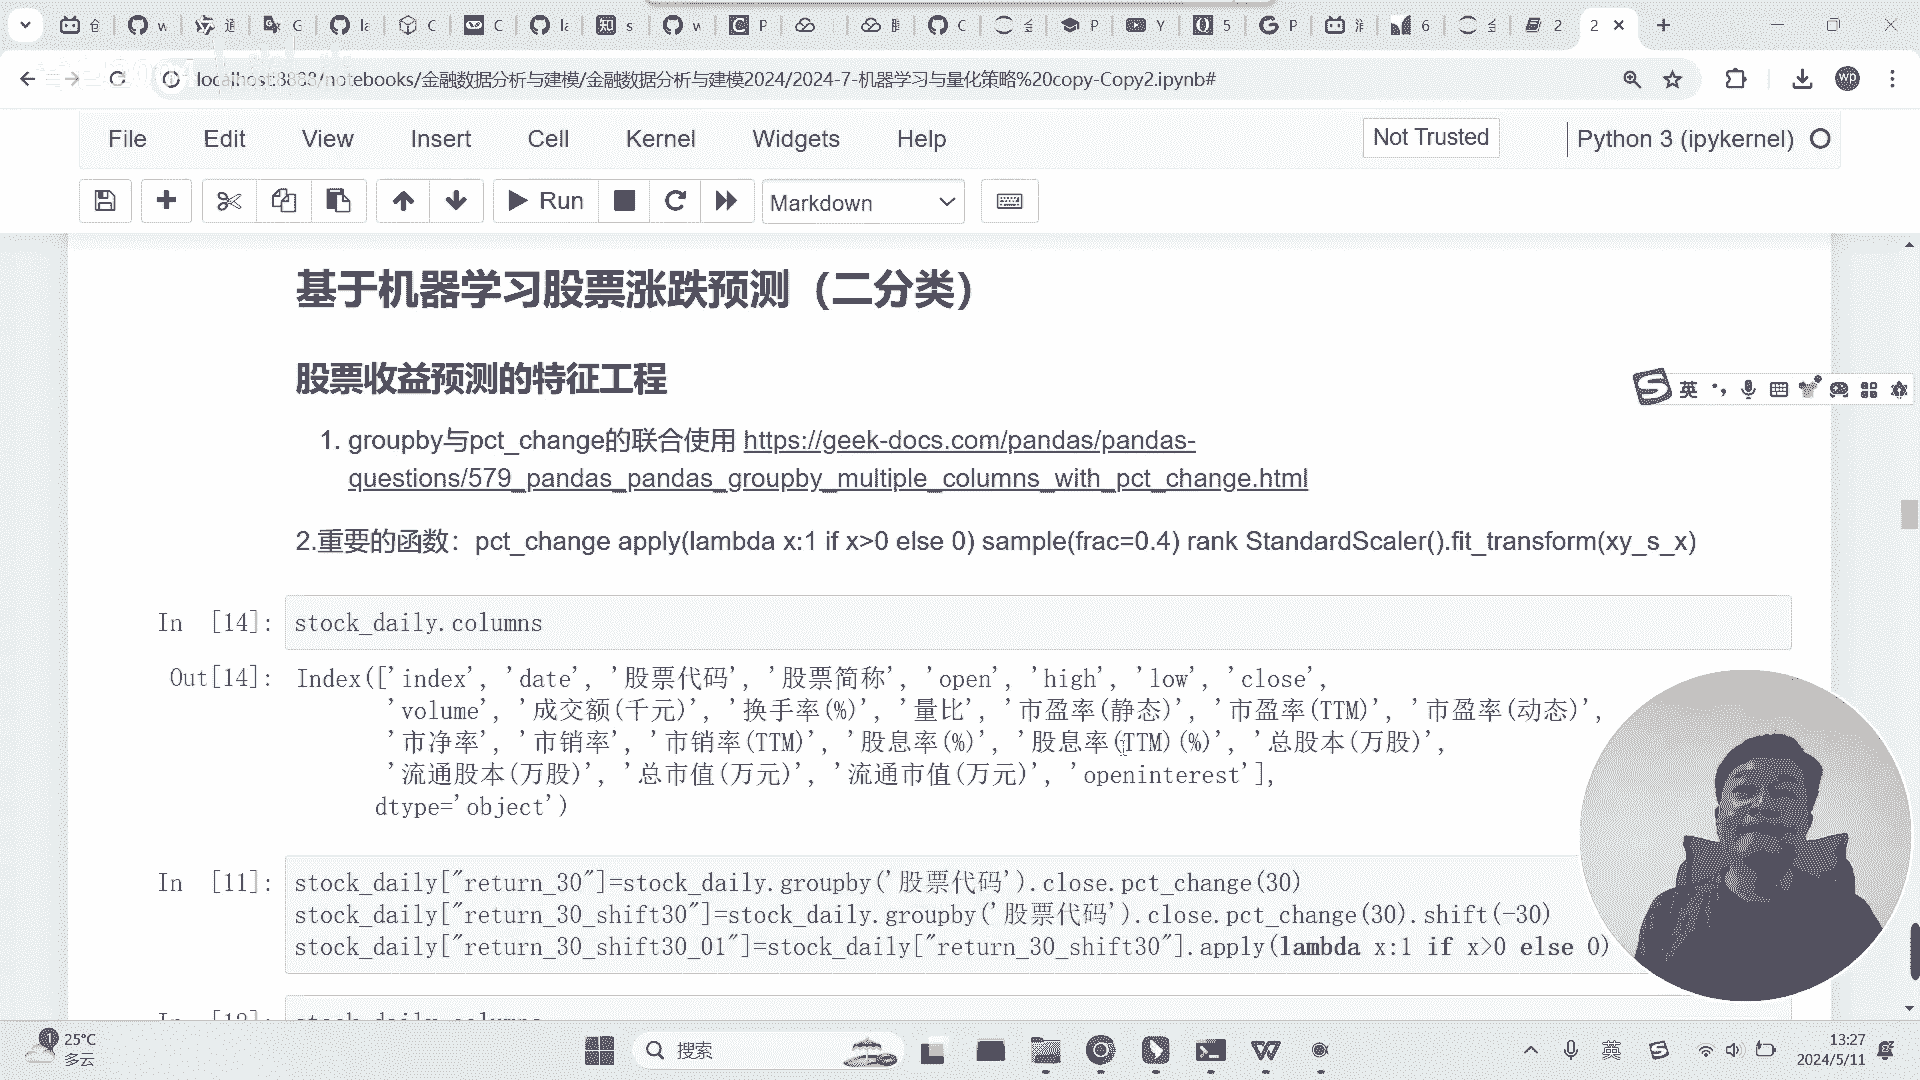 localhost:8888/notebooks/金融数据分析与建模/金融数据分析与建模2024/2024-7-机器学习与量化策略%20copy-Copy2.ipynb#
File Edit View Insert Cell Kernel Widgets Help Not Trusted Python 3 (ipykernel)
Run Markdown
基于机器学习股票涨跌预测（二分类）
股票收益预测的特征工程
1. groupby与pct_change的联合使用 https://geek-docs.com/pandas/pandas-
questions/579_pandas_pandas_groupby_multiple_columns_with_pct_change.html
2.重要的函数：pct_change apply(lambda x:1 if x>0 else 0) sample(frac=0.4) rank StandardScaler().fit_transform(xy_s_x)
英
In [14]: stock_daily.columns
Out[14]: Index(['index', 'date', '股票代码', '股票简称', 'open', 'high', 'low', 'close',
'volume', '成交额(千元)', '换手率(%)', '量比', '市盈率(静态)', '市盈率(TTM)', '市盈率(动态)',
'市净率', '市销率', '市销率(TTM)', '股息率(%)', '股息率(TTM)(%)', '总股本(万股)',
'流通股本(万股)', '总市值(万元)', '流通市值(万元)', 'openinterest'],
dtype='object')
In [11]: stock_daily["return_30"]=stock_daily.groupby('股票代码').close.pct_change(30)
stock_daily["return_30_shift30"]=stock_daily.groupby('股票代码').close.pct_change(30).shift(-30)
stock_daily["return_30_shift30_01"]=stock_daily["return_30_shift30"].apply(lambda x:1 if x>0 else 0)
25°C
多云
搜索
英
13:27
2024/5/11